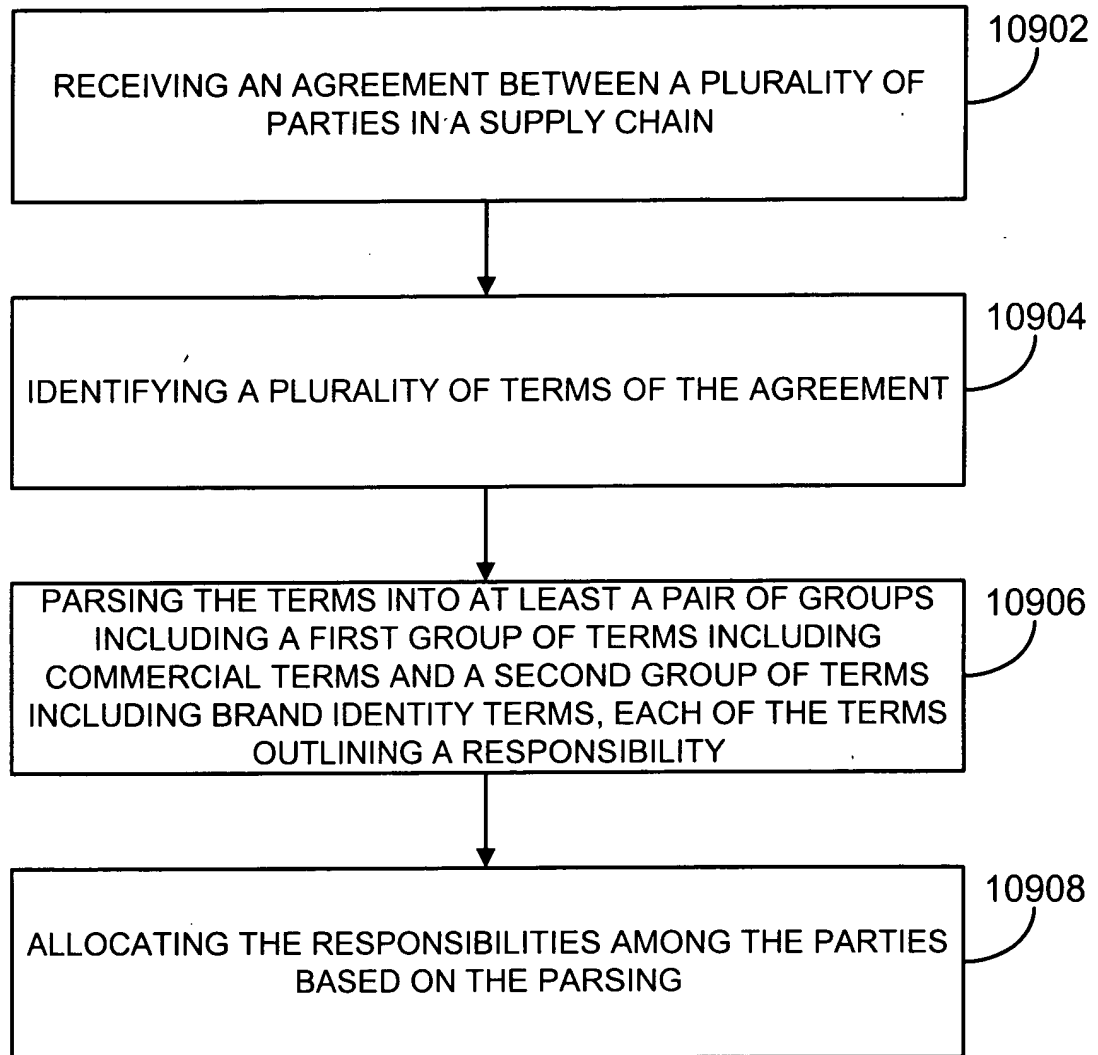 10902
RECEIVING AN AGREEMENT BETWEEN A PLURALITY OF
PARTIES IN A SUPPLY CHAIN
10904
IDENTIFYING A PLURALITY OF TERMS OF THE AGREEMENT
10906
PARSING THE TERMS INTO AT LEAST A PAIR OF GROUPS
INCLUDING A FIRST GROUP OF TERMS INCLUDING
COMMERCIAL TERMS AND A SECOND GROUP OF TERMS
INCLUDING BRAND IDENTITY TERMS, EACH OF THE TERMS
OUTLINING A RESPONSIBILITY
10908
ALLOCATING THE RESPONSIBILITIES AMONG THE PARTIES
BASED ON THE PARSING